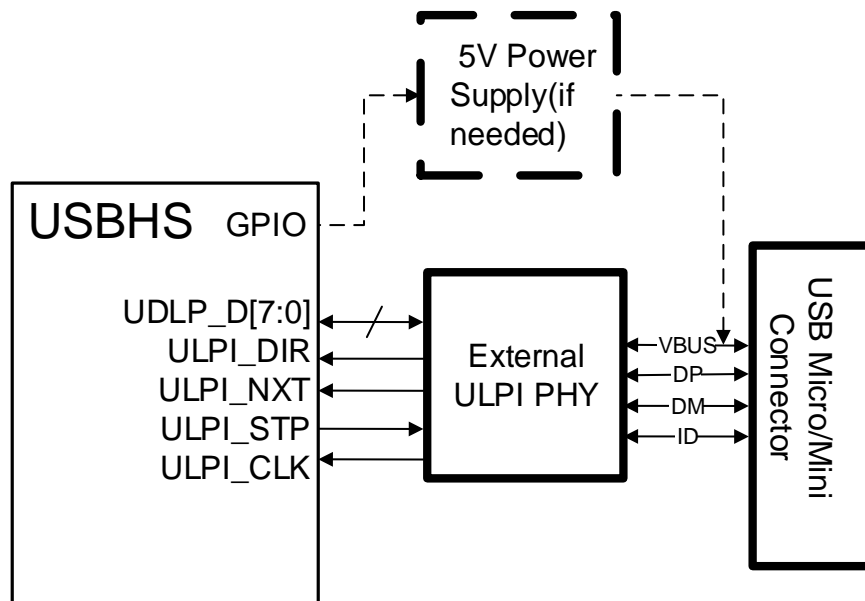 5V Power
Supply(if
needed)
USBHS GPIO
UDLP_D[7:0]
ULPI_DIR
ULPI_NXT
ULPI_STP
ULPI_CLK
External
ULPI PHY
VBUS
DP
DM
ID
USB Micro/Mini
Connector